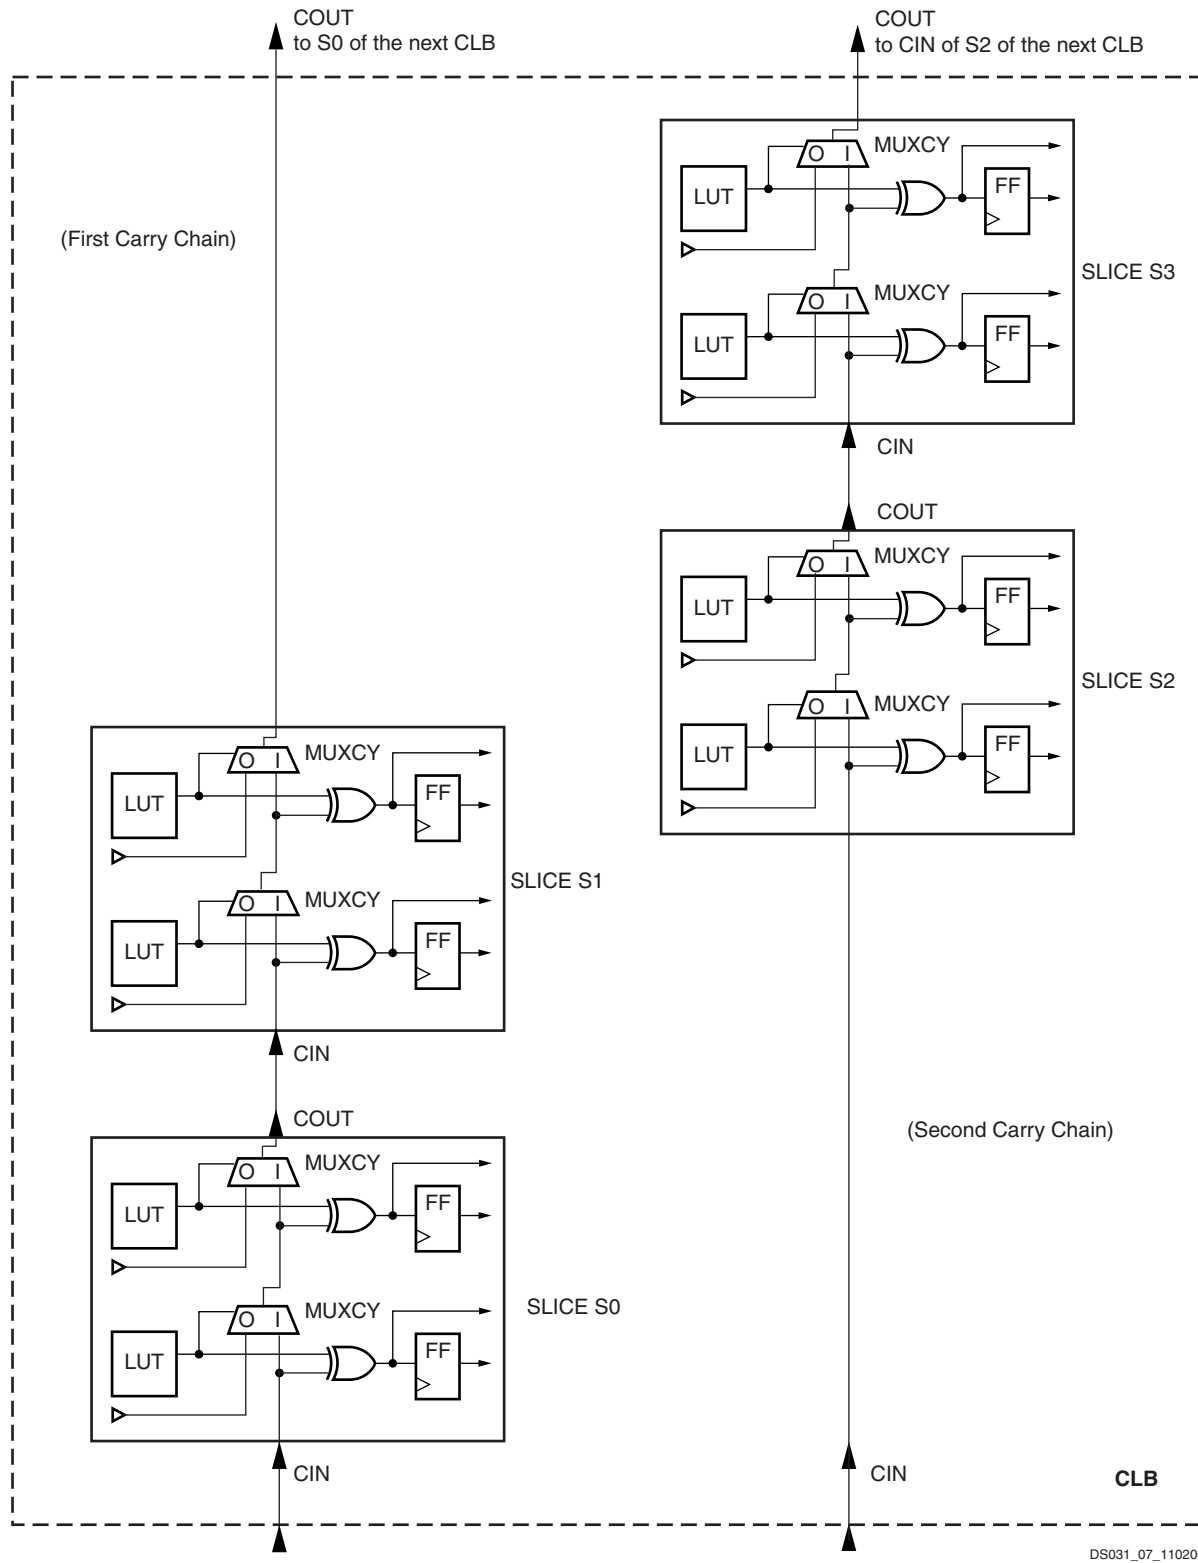 COUT
to S0 of the next CLB
COUT
to CIN of S2 of the next CLB
O I MUXCY
LUT
FF
(First Carry Chain)
SLICE S3
O I MUXCY
LUT
FF
CIN
COUT
O I MUXCY
LUT
FF
SLICE S2
O I MUXCY
LUT
FF
O I MUXCY
LUT
FF
SLICE S1
O I MUXCY
LUT
FF
CIN
COUT
(Second Carry Chain)
O I MUXCY
LUT
FF
SLICE S0
O I MUXCY
LUT
FF
CIN
CIN
CLB
DS031_07_11020